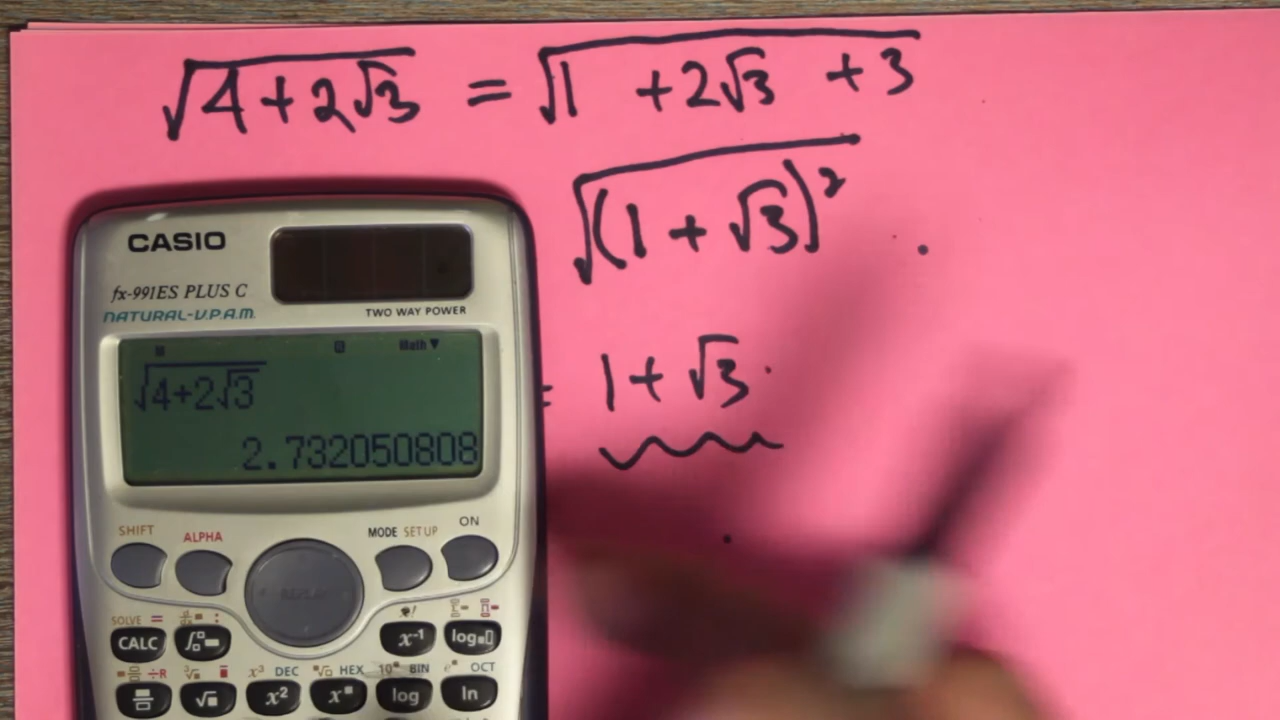 √4+2√3 = √1 +2√3 +3
√(1+√3)²
= 1+√3
CASIO
fx-991ES PLUS C
NATURAL-V.P.A.M.
TWO WAY POWER
M D Math▼
√4+2√3
2.732050808
SHIFT ALPHA MODE SETUP ON
REPLAY
SOLVE = :
CALC x⁻¹ log
÷R x³ DEC HEX 10 BIN e OCT
√ x² x log ln